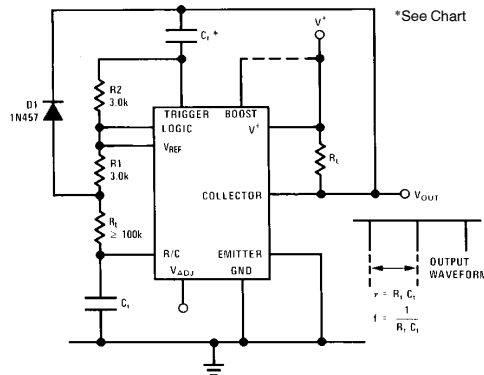 *See Chart
V+
Cf *
D1
1N457
R2
3.0k
TRIGGER
BOOST
LOGIC
V+
VREF
R1
3.0k
RL
COLLECTOR
VOUT
Rt
≥ 100k
R/C
EMITTER
VADJ
GND
Ct
OUTPUT
WAVEFORM
τ = Rt Ct
f = 1
Rt Ct